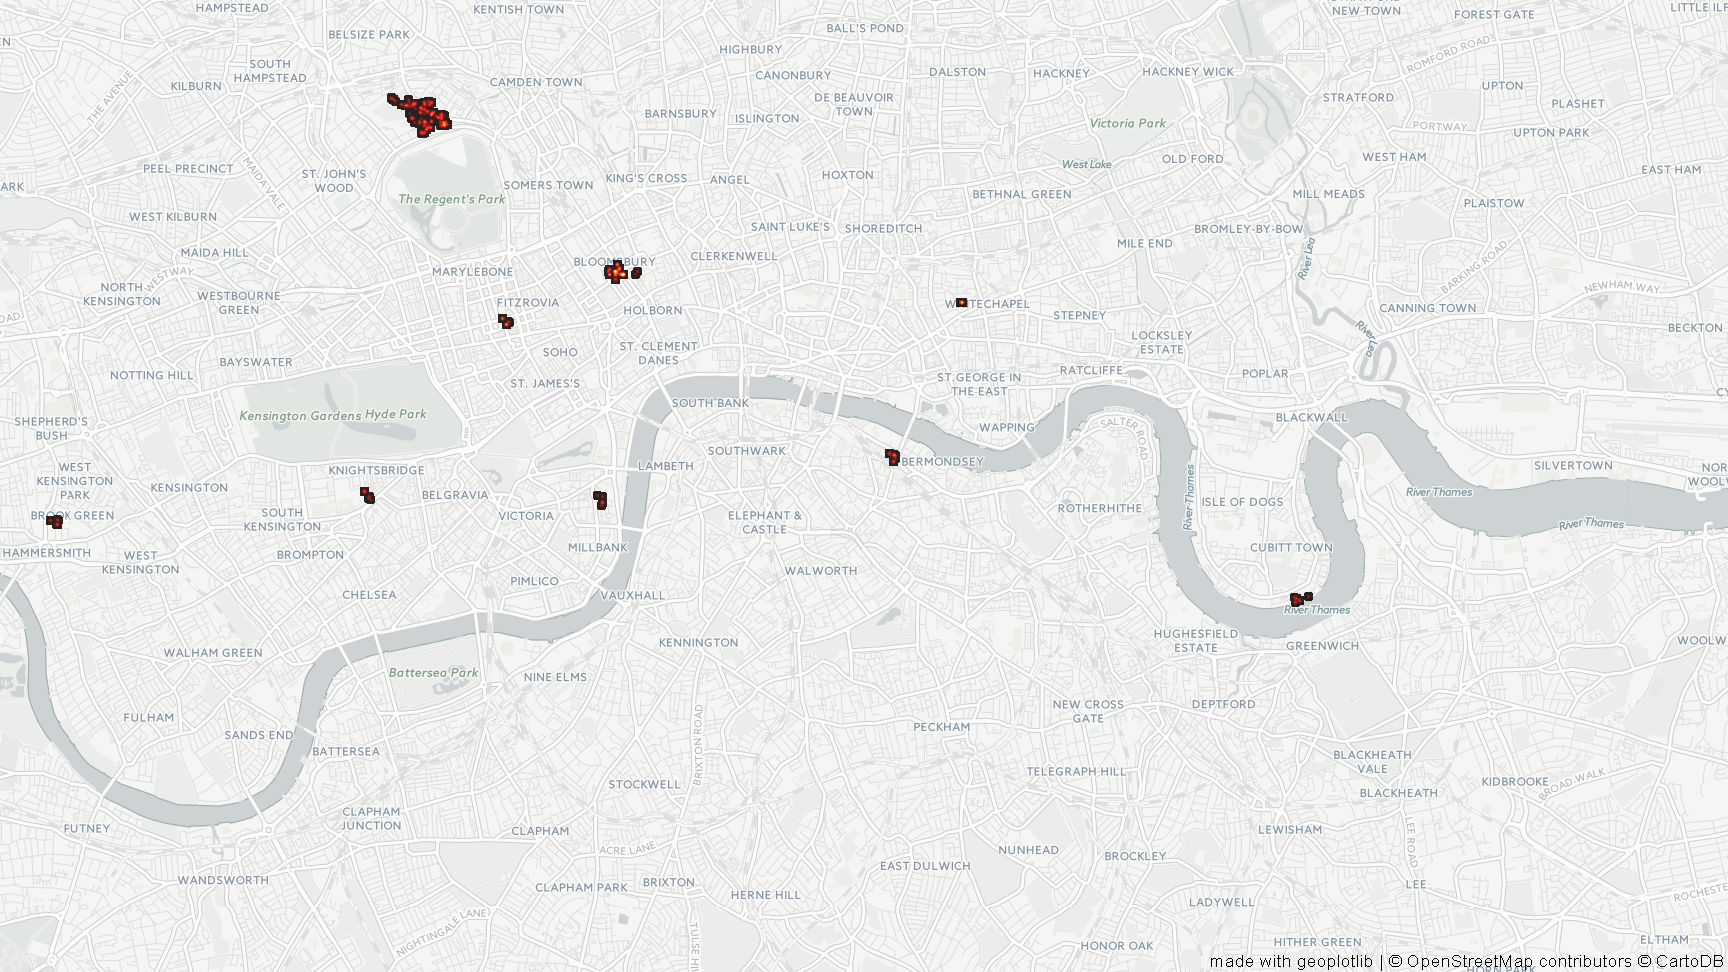 HAMPSTEAD
KENTISH TOWN
BALL'S POND
NEW TOWN
FOREST GATE
BELSIZE PARK
HIGHBURY
ROMFORD ROAD
SOUTH
HAMPSTEAD
KILBURN
THE AVENUE
CAMDEN TOWN
CANONBURY
DALSTON
HACKNEY
HACKNEY WICK
UPTON
DE BEAUVOIR
TOWN
STRATFORD
PLASHET
BARNSBURY
ISLINGTON
Victoria Park
PORTWAY
UPTON PARK
PEEL PRECINCT
MAIDA VALE
ST. JOHN'S
WOOD
SOMERS TOWN
KING'S CROSS
ANGEL
HOXTON
West Lake
OLD FORD
WEST HAM
EAST HAM
ARK
The Regent's Park
BETHNAL GREEN
MILL MEADS
PLAISTOW
WEST KILBURN
SAINT LUKE'S
SHOREDITCH
BROMLEY-BY-BOW
MAIDA HILL
MILE END
River Lea
BARKING ROAD
WESTWAY
MARYLEBONE
BLOOMSBURY
CLERKENWELL
NORTH
KENSINGTON
WESTBOURNE
GREEN
FITZROVIA
HOLBORN
WHITECHAPEL
STEPNEY
NEWHAM WAY
CANNING TOWN
ROAD
BECKTON
SOHO
ST. CLEMENT
DANES
LOCKSLEY
ESTATE
River Lea
BAYSWATER
NOTTING HILL
ST. JAMES'S
ST.GEORGE IN
THE-EAST
RATCLIFFE
POPLAR
Kensington Gardens
Hyde Park
SOUTH BANK
BLACKWALL
SHEPHERD'S
BUSH
WAPPING
SALTER ROAD
WEST
KENSINGTON
PARK
KENSINGTON
KNIGHTSBRIDGE
BELGRAVIA
LAMBETH
SOUTHWARK
BERMONDSEY
SILVERTOWN
BROOK GREEN
SOUTH
KENSINGTON
VICTORIA
ELEPHANT &
CASTLE
ROTHERHITHE
River Thames
ISLE OF DOGS
River Thames
River Thames
HAMMERSMITH
WEST
KENSINGTON
BROMPTON
MILLBANK
CUBITT TOWN
PIMLICO
WALWORTH
CHELSEA
VAUXHALL
River Thames
WALHAM GREEN
KENNINGTON
HUGHESFIELD
ESTATE
GREENWICH
Battersea Park
NINE ELMS
FULHAM
BRIXTON ROAD
NEW CROSS
GATE
DEPTFORD
SANDS END
BATTERSEA
PECKHAM
BLACKHEATH
VALE
STOCKWELL
TELEGRAPH HILL
KIDBROOKE
BROAD WALK
BLACKHEATH
CLAPHAM
JUNCTION
CLAPHAM
LEWISHAM
LEE ROAD
ACRE LANE
NUNHEAD
BROCKLEY
EAST DULWICH
WANDSWORTH
CLAPHAM PARK
BRIXTON
HERNE HILL
LEE
NIGHTINGALE LANE
LADYWELL
HONOR OAK
HITHER GREEN
ELTHAM
made with geoplotlib | © OpenStreetMap contributors © CartoDB